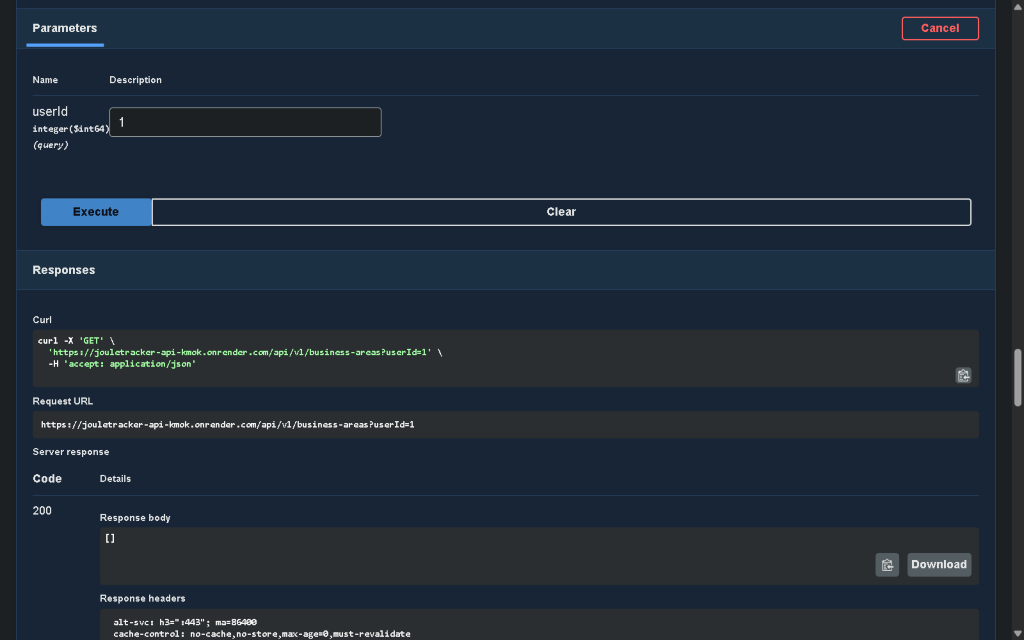 Parameters
Cancel
Name Description
userId
integer($int64)
(query)
1
Execute Clear
Responses
Curl
curl -X 'GET' \
'https://jouletracker-api-kmok.onrender.com/api/v1/business-areas?userId=1' \
-H 'accept: application/json'
Request URL
https://jouletracker-api-kmok.onrender.com/api/v1/business-areas?userId=1
Server response
Code Details
200
Response body
[]
Download
Response headers
alt-svc: h3=":443"; ma=86400
cache-control: no-cache,no-store,max-age=0,must-revalidate